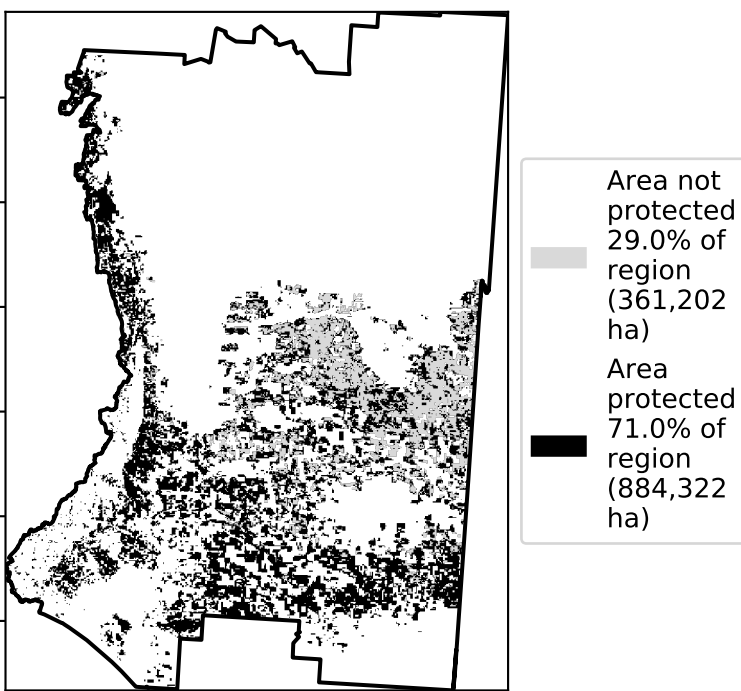 Area not
protected
29.0% of
region
(361,202
ha)
Area
protected
71.0% of
region
(884,322
ha)